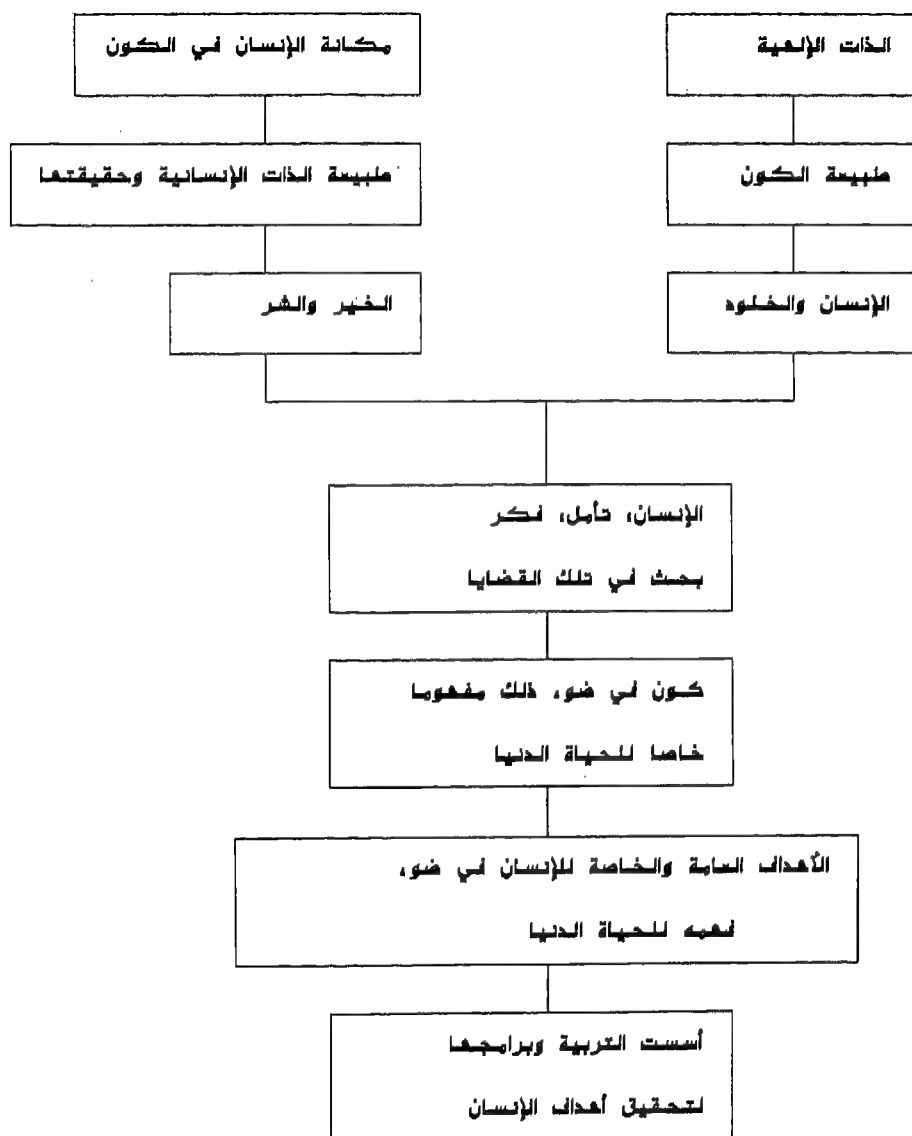 الذات الإلهية
مكانة الإنسان في الكون
طبيعة الكون
طبيعة الذات الإنسانية وحقيقتها
الإنسان والخلود
الخير والشر
الإنسان، تأمل، فكر
بحث في تلك القضايا
كون في ضوء ذلك مفهوما
خاصا للحياة الدنيا
الأهداف العامة والخاصة للإنسان في ضوء
فهمه للحياة الدنيا
أسست التربية وبرامجها
لتحقيق أهداف الإنسان